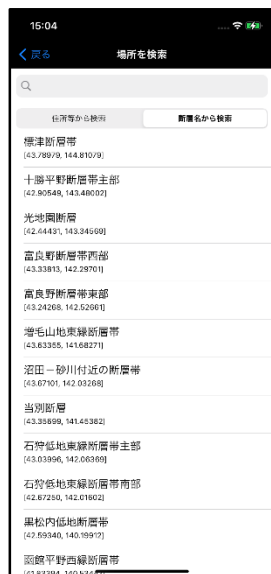 15:04
戻る
場所を検索
住所等から検索
断層名から検索
標津断層帯
[43.78979, 144.81079]
十勝平野断層帯主部
[42.90549, 143.48002]
光地園断層
[42.44431, 143.34569]
富良野断層帯西部
[43.33813, 142.29701]
富良野断層帯東部
[43.24268, 142.52661]
増毛山地東縁断層帯
[43.63355, 141.68271]
沼田－砂川付近の断層帯
[43.67101, 142.03268]
当別断層
[43.35699, 141.45382]
石狩低地東縁断層帯主部
[43.03996, 142.06369]
石狩低地東縁断層帯南部
[42.67250, 142.01602]
黒松内低地断層帯
[42.59340, 140.19912]
函館平野西縁断層帯